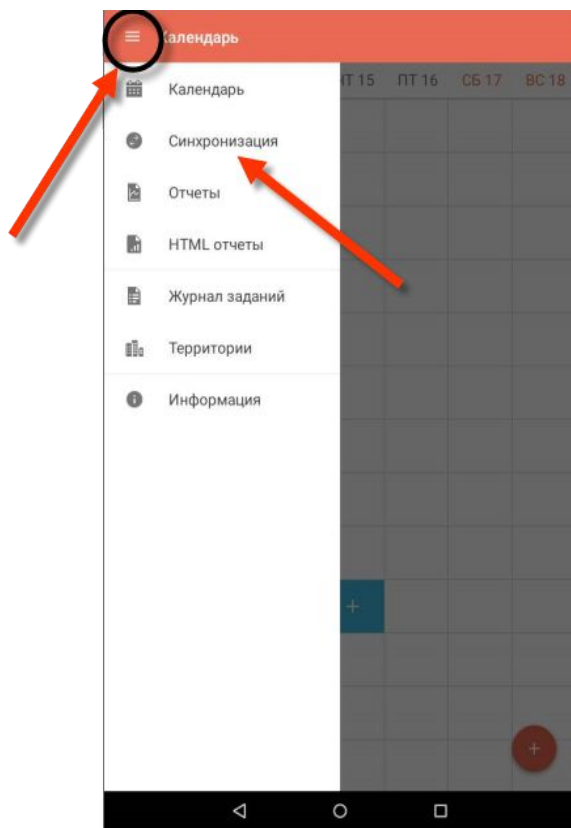 Календарь
Календарь
ЧТ 15 ПТ 16 СБ 17 ВС 18
Синхронизация
Отчеты
HTML отчеты
Журнал заданий
Территории
Информация